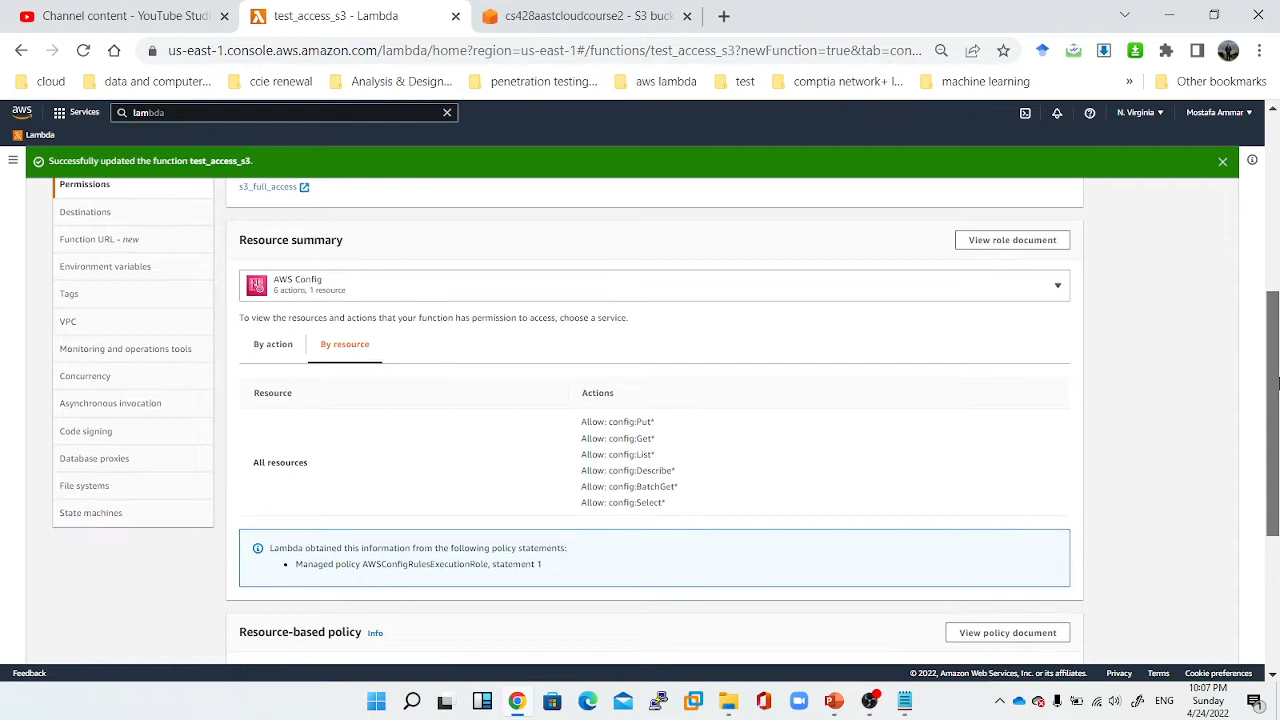 Channel content - YouTube Studi
test_access_s3 - Lambda
cs428aastcloudcourse2 - S3 buck
us-east-1.console.aws.amazon.com/lambda/home?region=us-east-1#/functions/test_access_s3?newFunction=true&tab=con...
cloud
data and computer...
ccie renewal
Analysis & Design...
penetration testing...
aws lambda
test
comptia network+ l...
machine learning
»
Other bookmarks
aws
Services
lambda
N. Virginia
Mostafa Ammar
Lambda
Successfully updated the function test_access_s3.
Permissions
Destinations
Function URL - new
Environment variables
Tags
VPC
Monitoring and operations tools
Concurrency
Asynchronous invocation
Code signing
Database proxies
File systems
State machines
s3_full_access
Resource summary
View role document
AWS Config
6 actions, 1 resource
To view the resources and actions that your function has permission to access, choose a service.
By action
By resource
Resource
Actions
All resources
Allow: config:Put*
Allow: config:Get*
Allow: config:List*
Allow: config:Describe*
Allow: config:BatchGet*
Allow: config:Select*
Lambda obtained this information from the following policy statements:
• Managed policy AWSConfigRulesExecutionRole, statement 1
Resource-based policy
Info
View policy document
Feedback
© 2022, Amazon Web Services, Inc. or its affiliates.
Privacy
Terms
Cookie preferences
ENG
10:07 PM
Sunday
4/24/2022